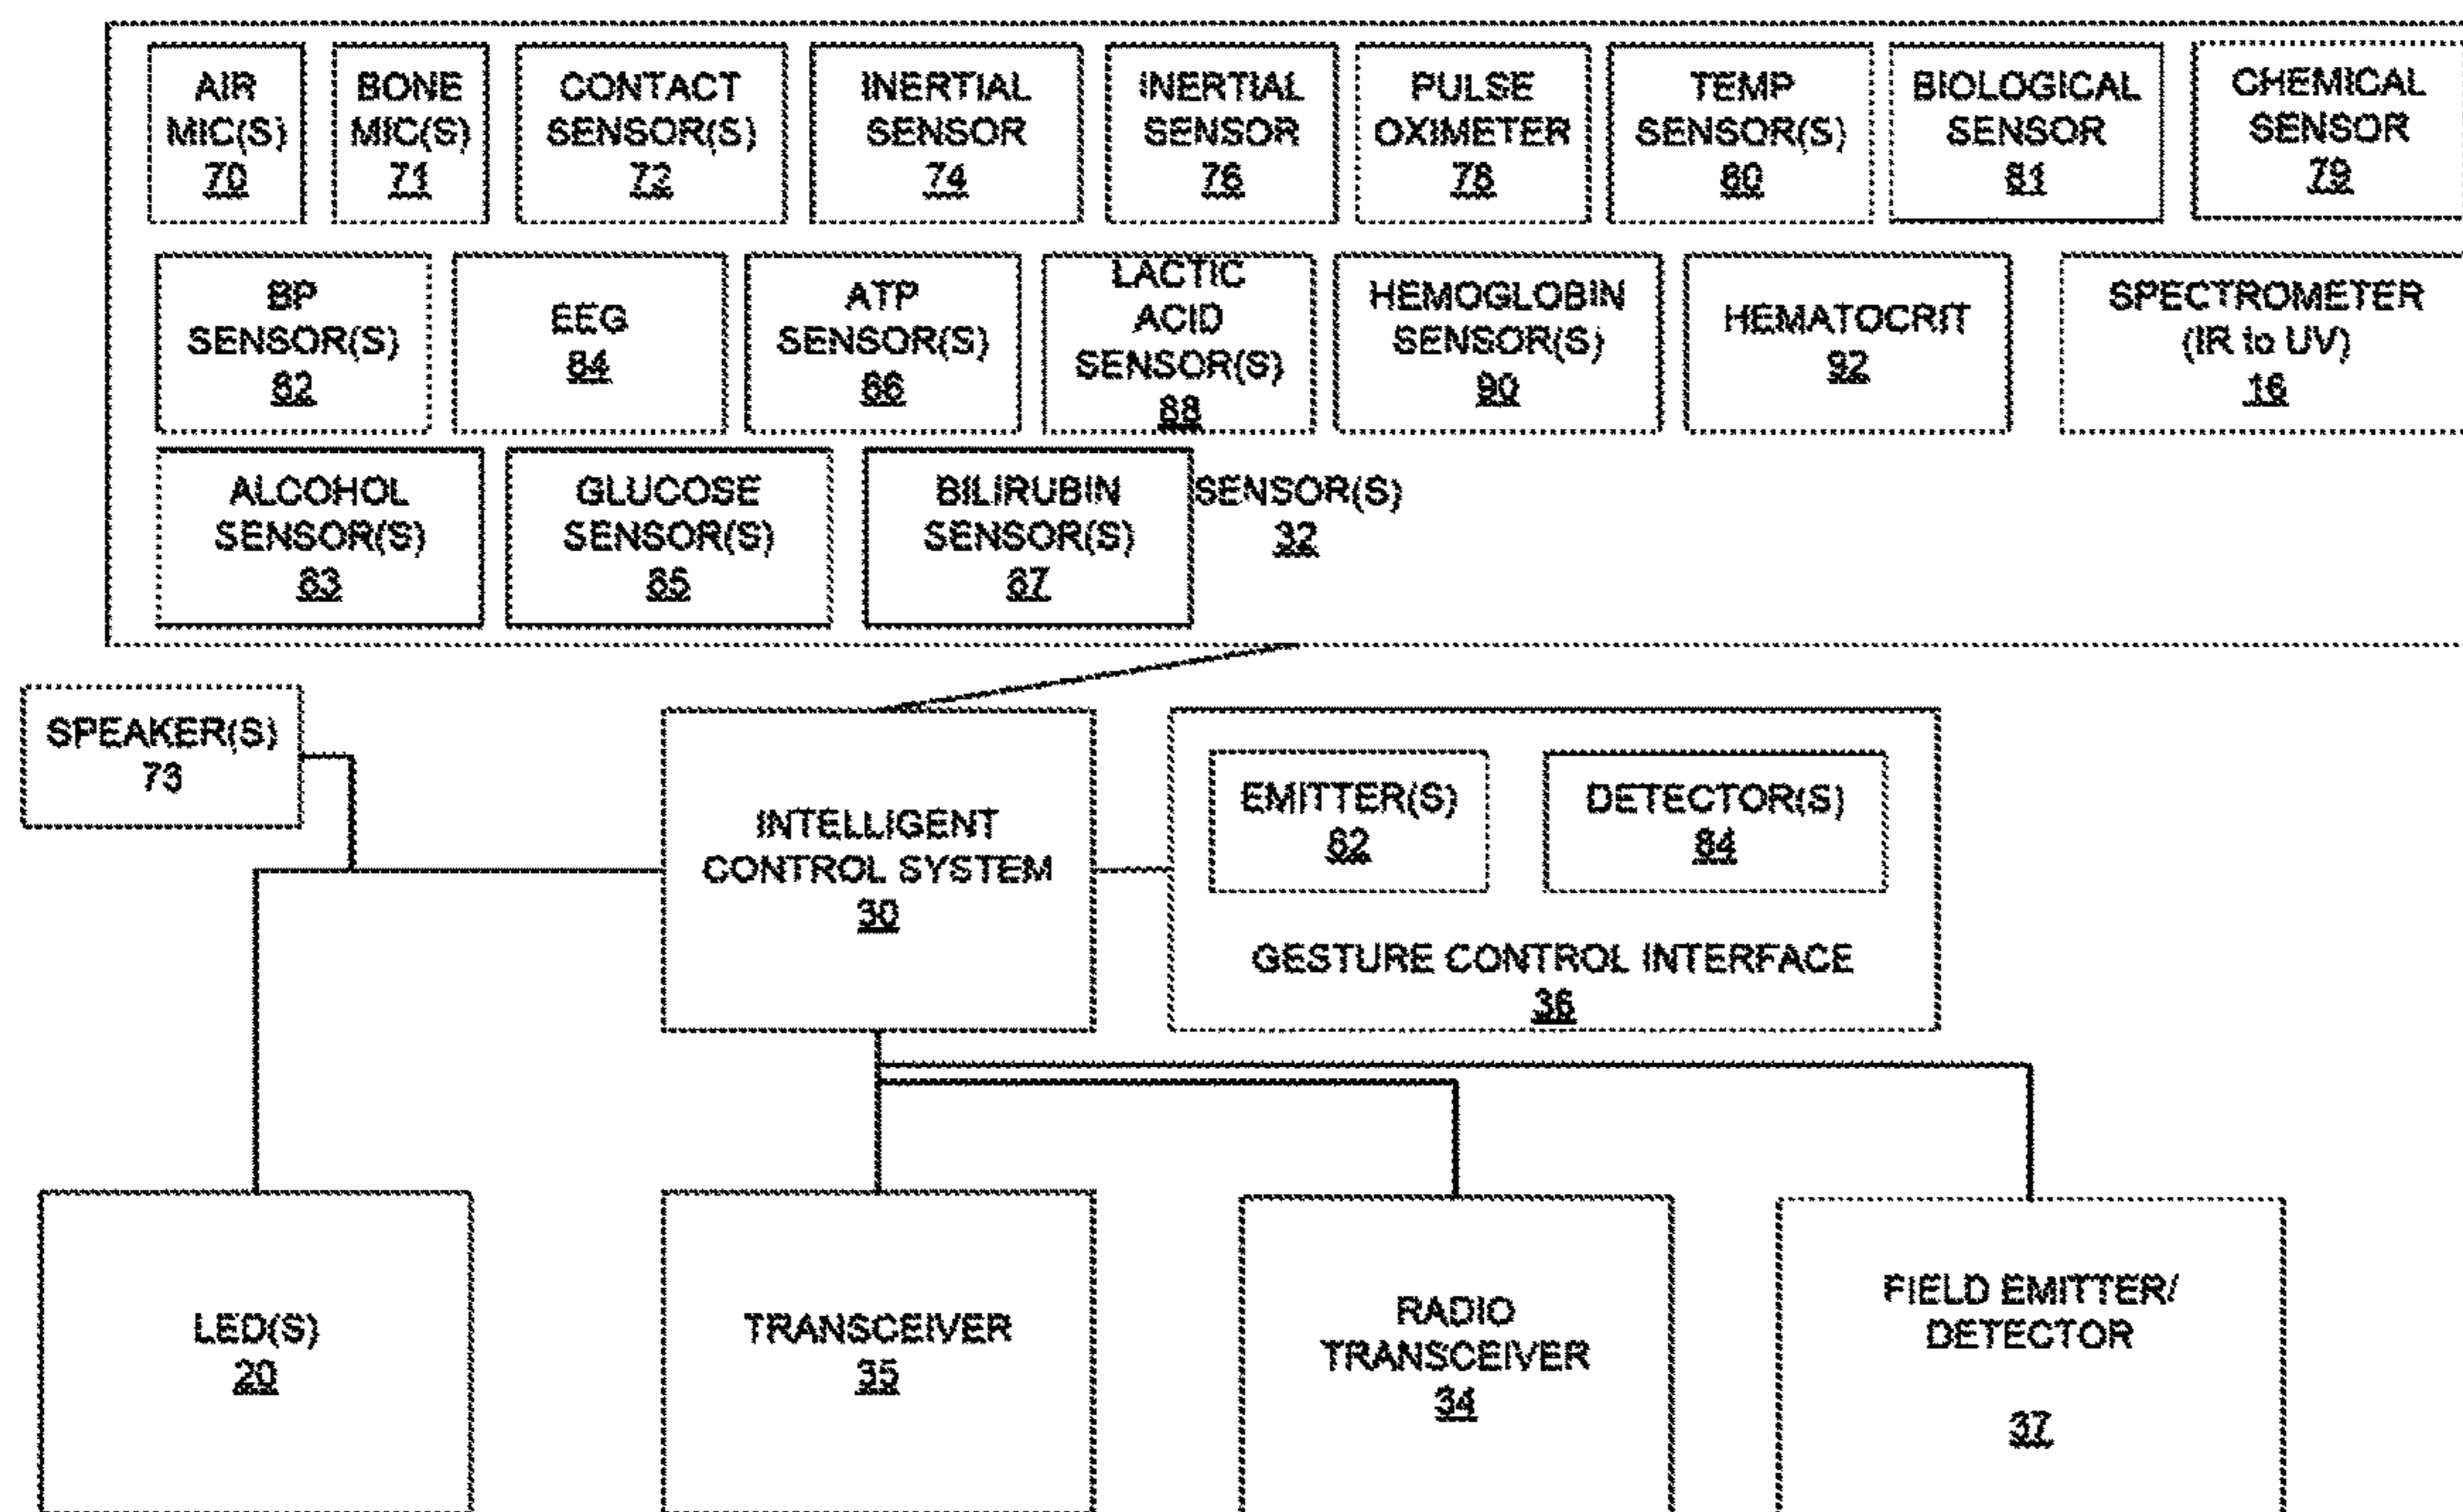 AIR
MIC(S)
70
BONE
MIC(S)
71
CONTACT
SENSOR(S)
72
INERTIAL
SENSOR
74
INERTIAL
SENSOR
76
PULSE
OXIMETER
78
TEMP
SENSOR(S)
80
BIOLOGICAL
SENSOR
81
CHEMICAL
SENSOR
79
BP
SENSOR(S)
82
EEG
84
ATP
SENSOR(S)
86
LACTIC
ACID
SENSOR(S)
88
HEMOGLOBIN
SENSOR(S)
90
HEMATOCRIT
92
SPECTROMETER
(IR to UV)
16
ALCOHOL
SENSOR(S)
83
GLUCOSE
SENSOR(S)
85
BILIRUBIN
SENSOR(S)
87
SENSOR(S)
32
SPEAKER(S)
73
INTELLIGENT
CONTROL SYSTEM
30
EMITTER(S)
82
DETECTOR(S)
84
GESTURE CONTROL INTERFACE
36
LED(S)
20
TRANSCEIVER
35
RADIO
TRANSCEIVER
34
FIELD EMITTER/
DETECTOR
37